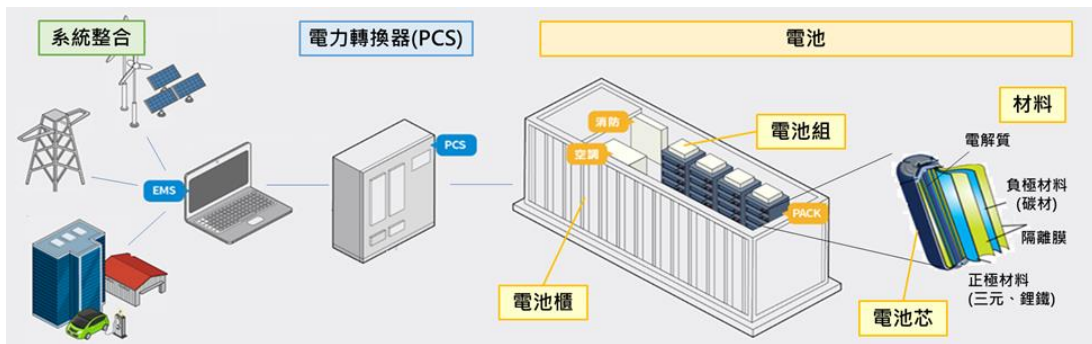 系統整合
電力轉換器(PCS)
電池
材料
消防
電池組
電解質
PCS
空調
EMS
負極材料
(碳材)
PACK
隔離膜
正極材料
(三元、鋰鐵)
電池櫃
電池芯